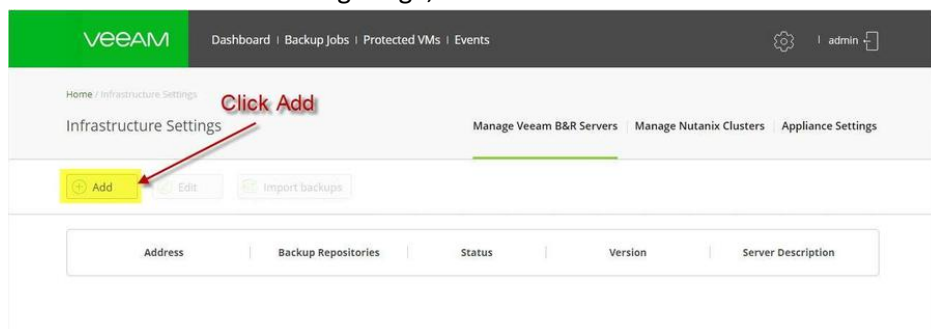 VEEAM Dashboard | Backup Jobs | Protected VMs | Events | admin
Home / Infrastructure Settings
Click Add
Infrastructure Settings Manage Veeam B&R Servers Manage Nutanix Clusters Appliance Settings
Add Edit Import backups
Address Backup Repositories Status Version Server Description